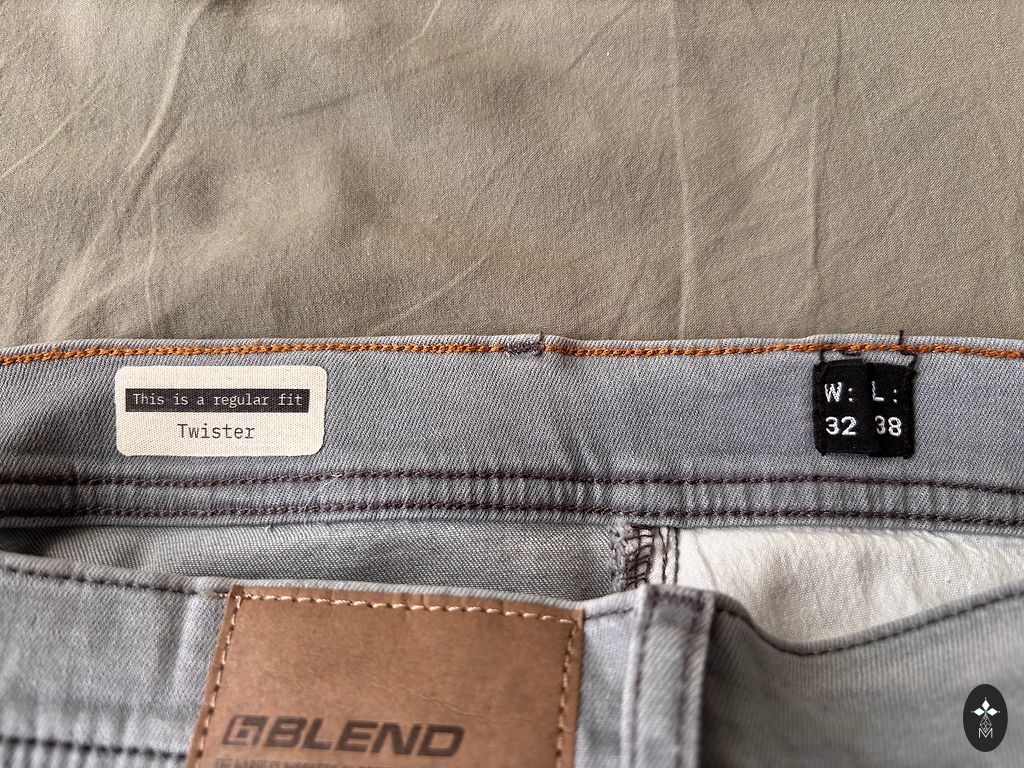 This is a regular fit
Twister
W: L:
32 38
BLEND